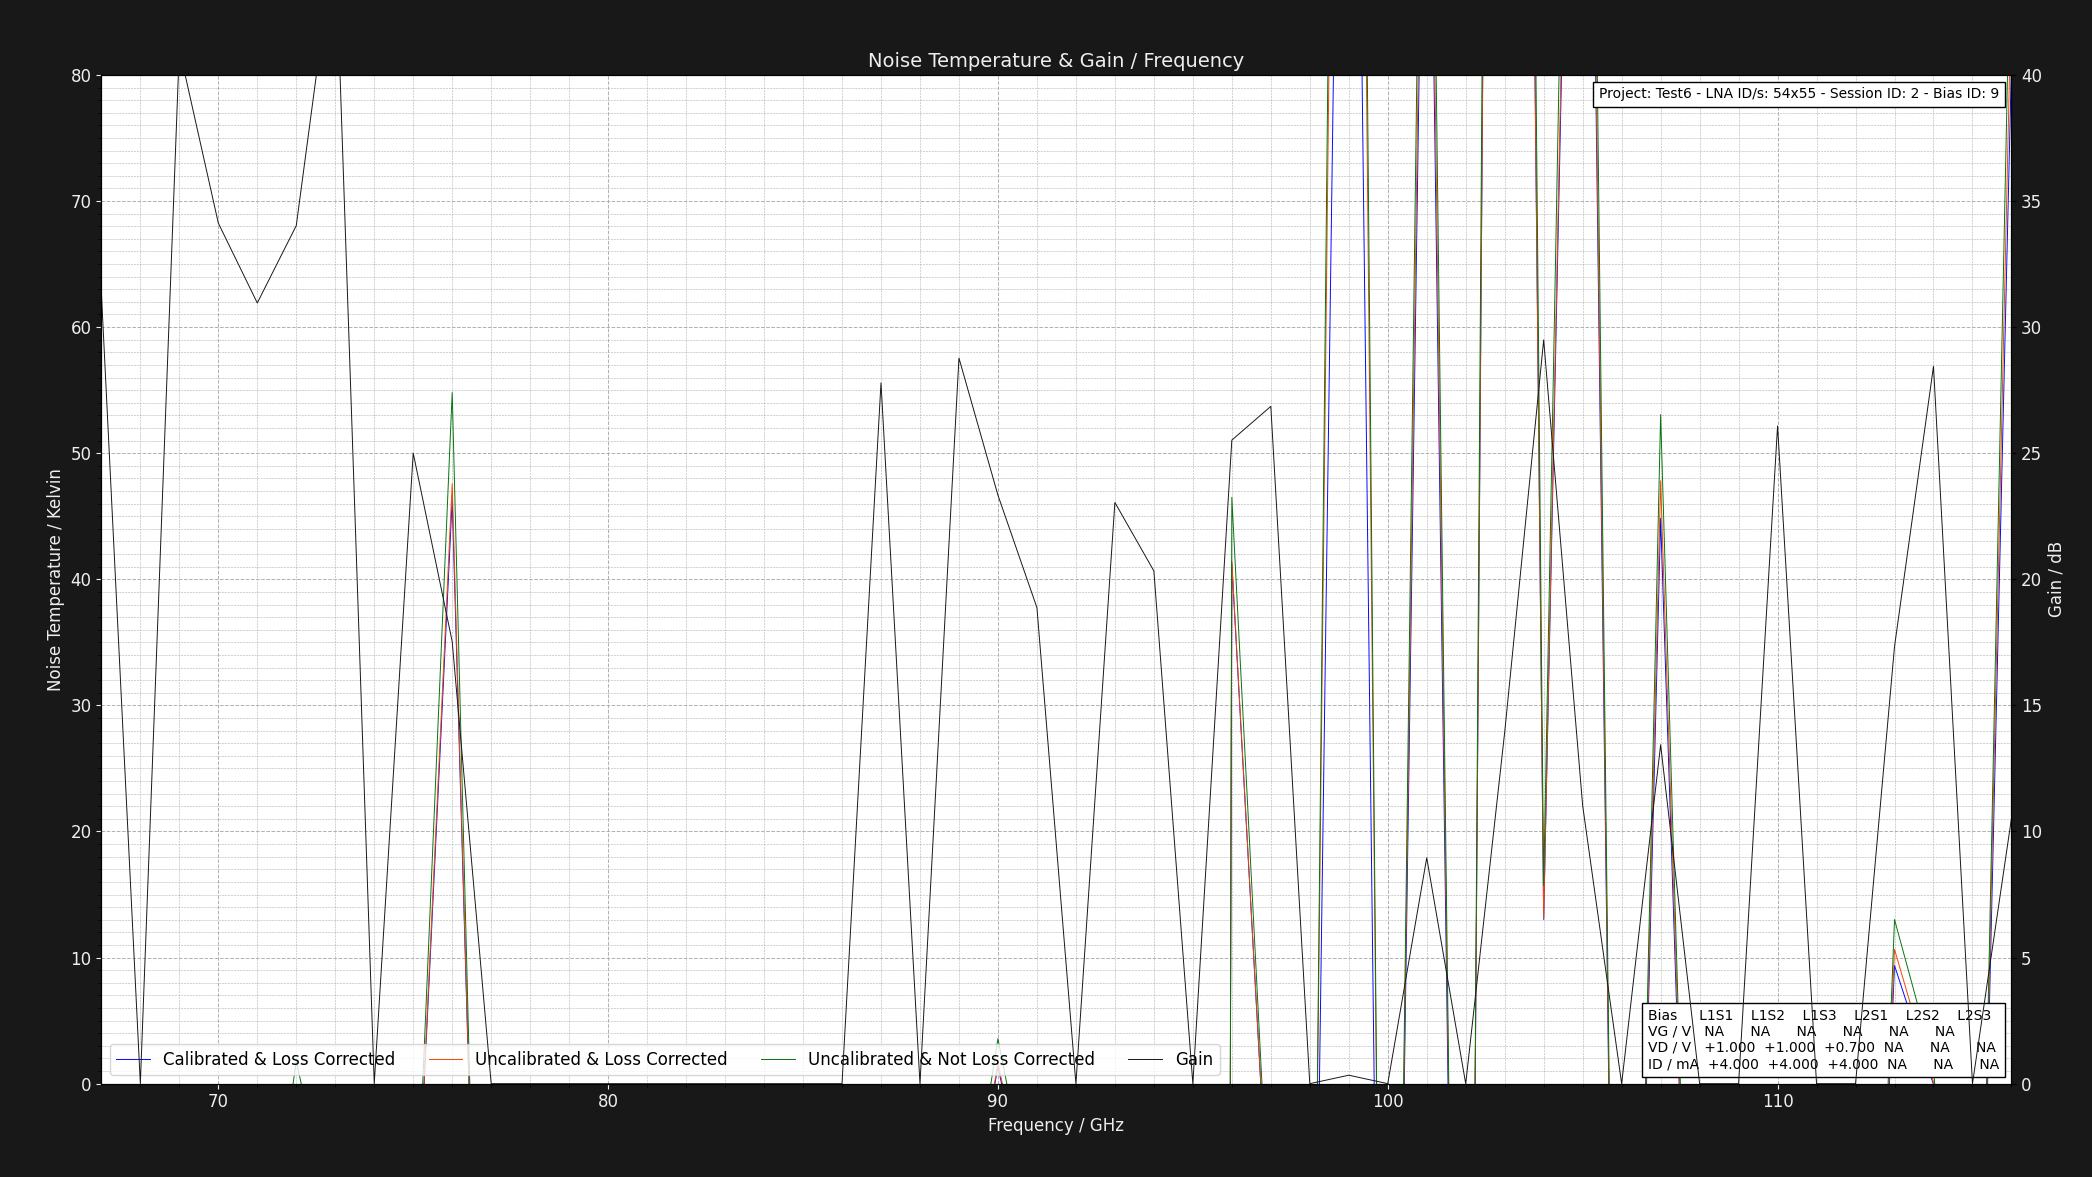 Noise Temperature & Gain / Frequency
Project: Test6 - LNA ID/s: 54x55 - Session ID: 2 - Bias ID: 9
Noise Temperature / Kelvin
80
70
60
50
40
30
20
10
0
Gain / dB
40
35
30
25
20
15
10
5
0
Bias L1S1 L1S2 L1S3 L2S1 L2S2 L2S3
VG / V NA NA NA NA NA NA
VD / V +1.000 +1.000 +0.700 NA NA NA
ID / mA +4.000 +4.000 +4.000 NA NA NA
Calibrated & Loss Corrected Uncalibrated & Loss Corrected Uncalibrated & Not Loss Corrected Gain
70 80 90 100 110
Frequency / GHz